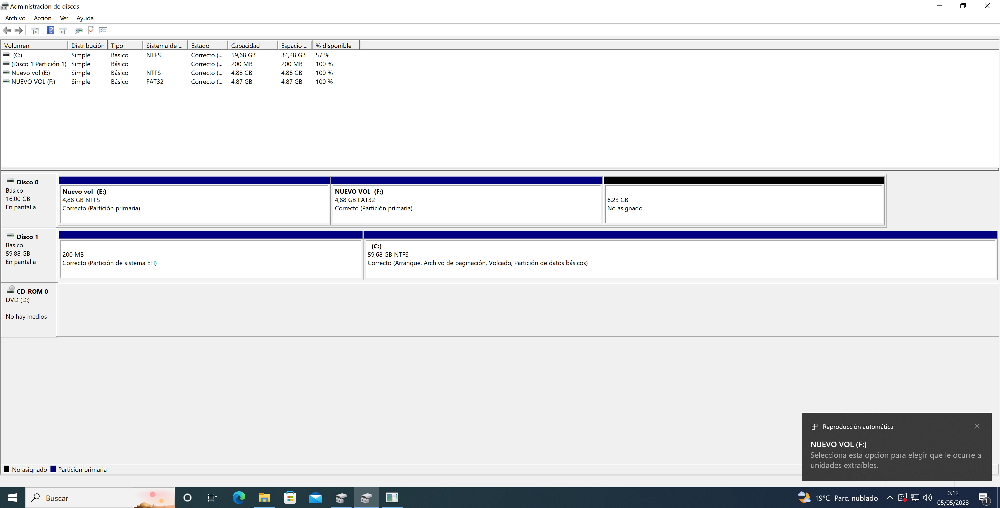 Administración de discos
Archivo Acción Ver Ayuda
Volumen Distribución Tipo Sistema de ... Estado Capacidad Espacio ... % disponible
(C:) Simple Básico NTFS Correcto (... 59,68 GB 34,28 GB 57 %
(Disco 1 Partición 1) Simple Básico Correcto (... 200 MB 200 MB 100 %
Nuevo vol (E:) Simple Básico NTFS Correcto (... 4,88 GB 4,86 GB 100 %
NUEVO VOL (F:) Simple Básico FAT32 Correcto (... 4,87 GB 4,87 GB 100 %
Disco 0
Básico
16,00 GB
En pantalla
Nuevo vol (E:)
4,88 GB NTFS
Correcto (Partición primaria)
NUEVO VOL (F:)
4,88 GB FAT32
Correcto (Partición primaria)
6,23 GB
No asignado
Disco 1
Básico
59,88 GB
En pantalla
200 MB
Correcto (Partición de sistema EFI)
(C:)
59,68 GB NTFS
Correcto (Arranque, Archivo de paginación, Volcado, Partición de datos básicos)
CD-ROM 0
DVD (D:)
No hay medios
Reproducción automática
NUEVO VOL (F:)
Selecciona esta opción para elegir qué le ocurre a
unidades extraíbles.
No asignado Partición primaria
Buscar
19°C Parc. nublado
0:12
05/05/2023
1